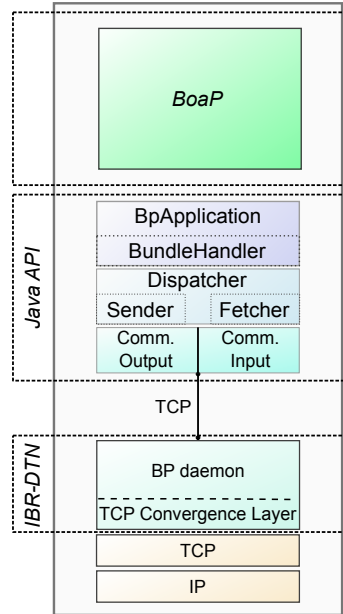 BoaP
Java API
BpApplication
BundleHandler
Dispatcher
Sender Fetcher
Comm. Comm.
Output Input
TCP
IBR-DTN
BP daemon
TCP Convergence Layer
TCP
IP